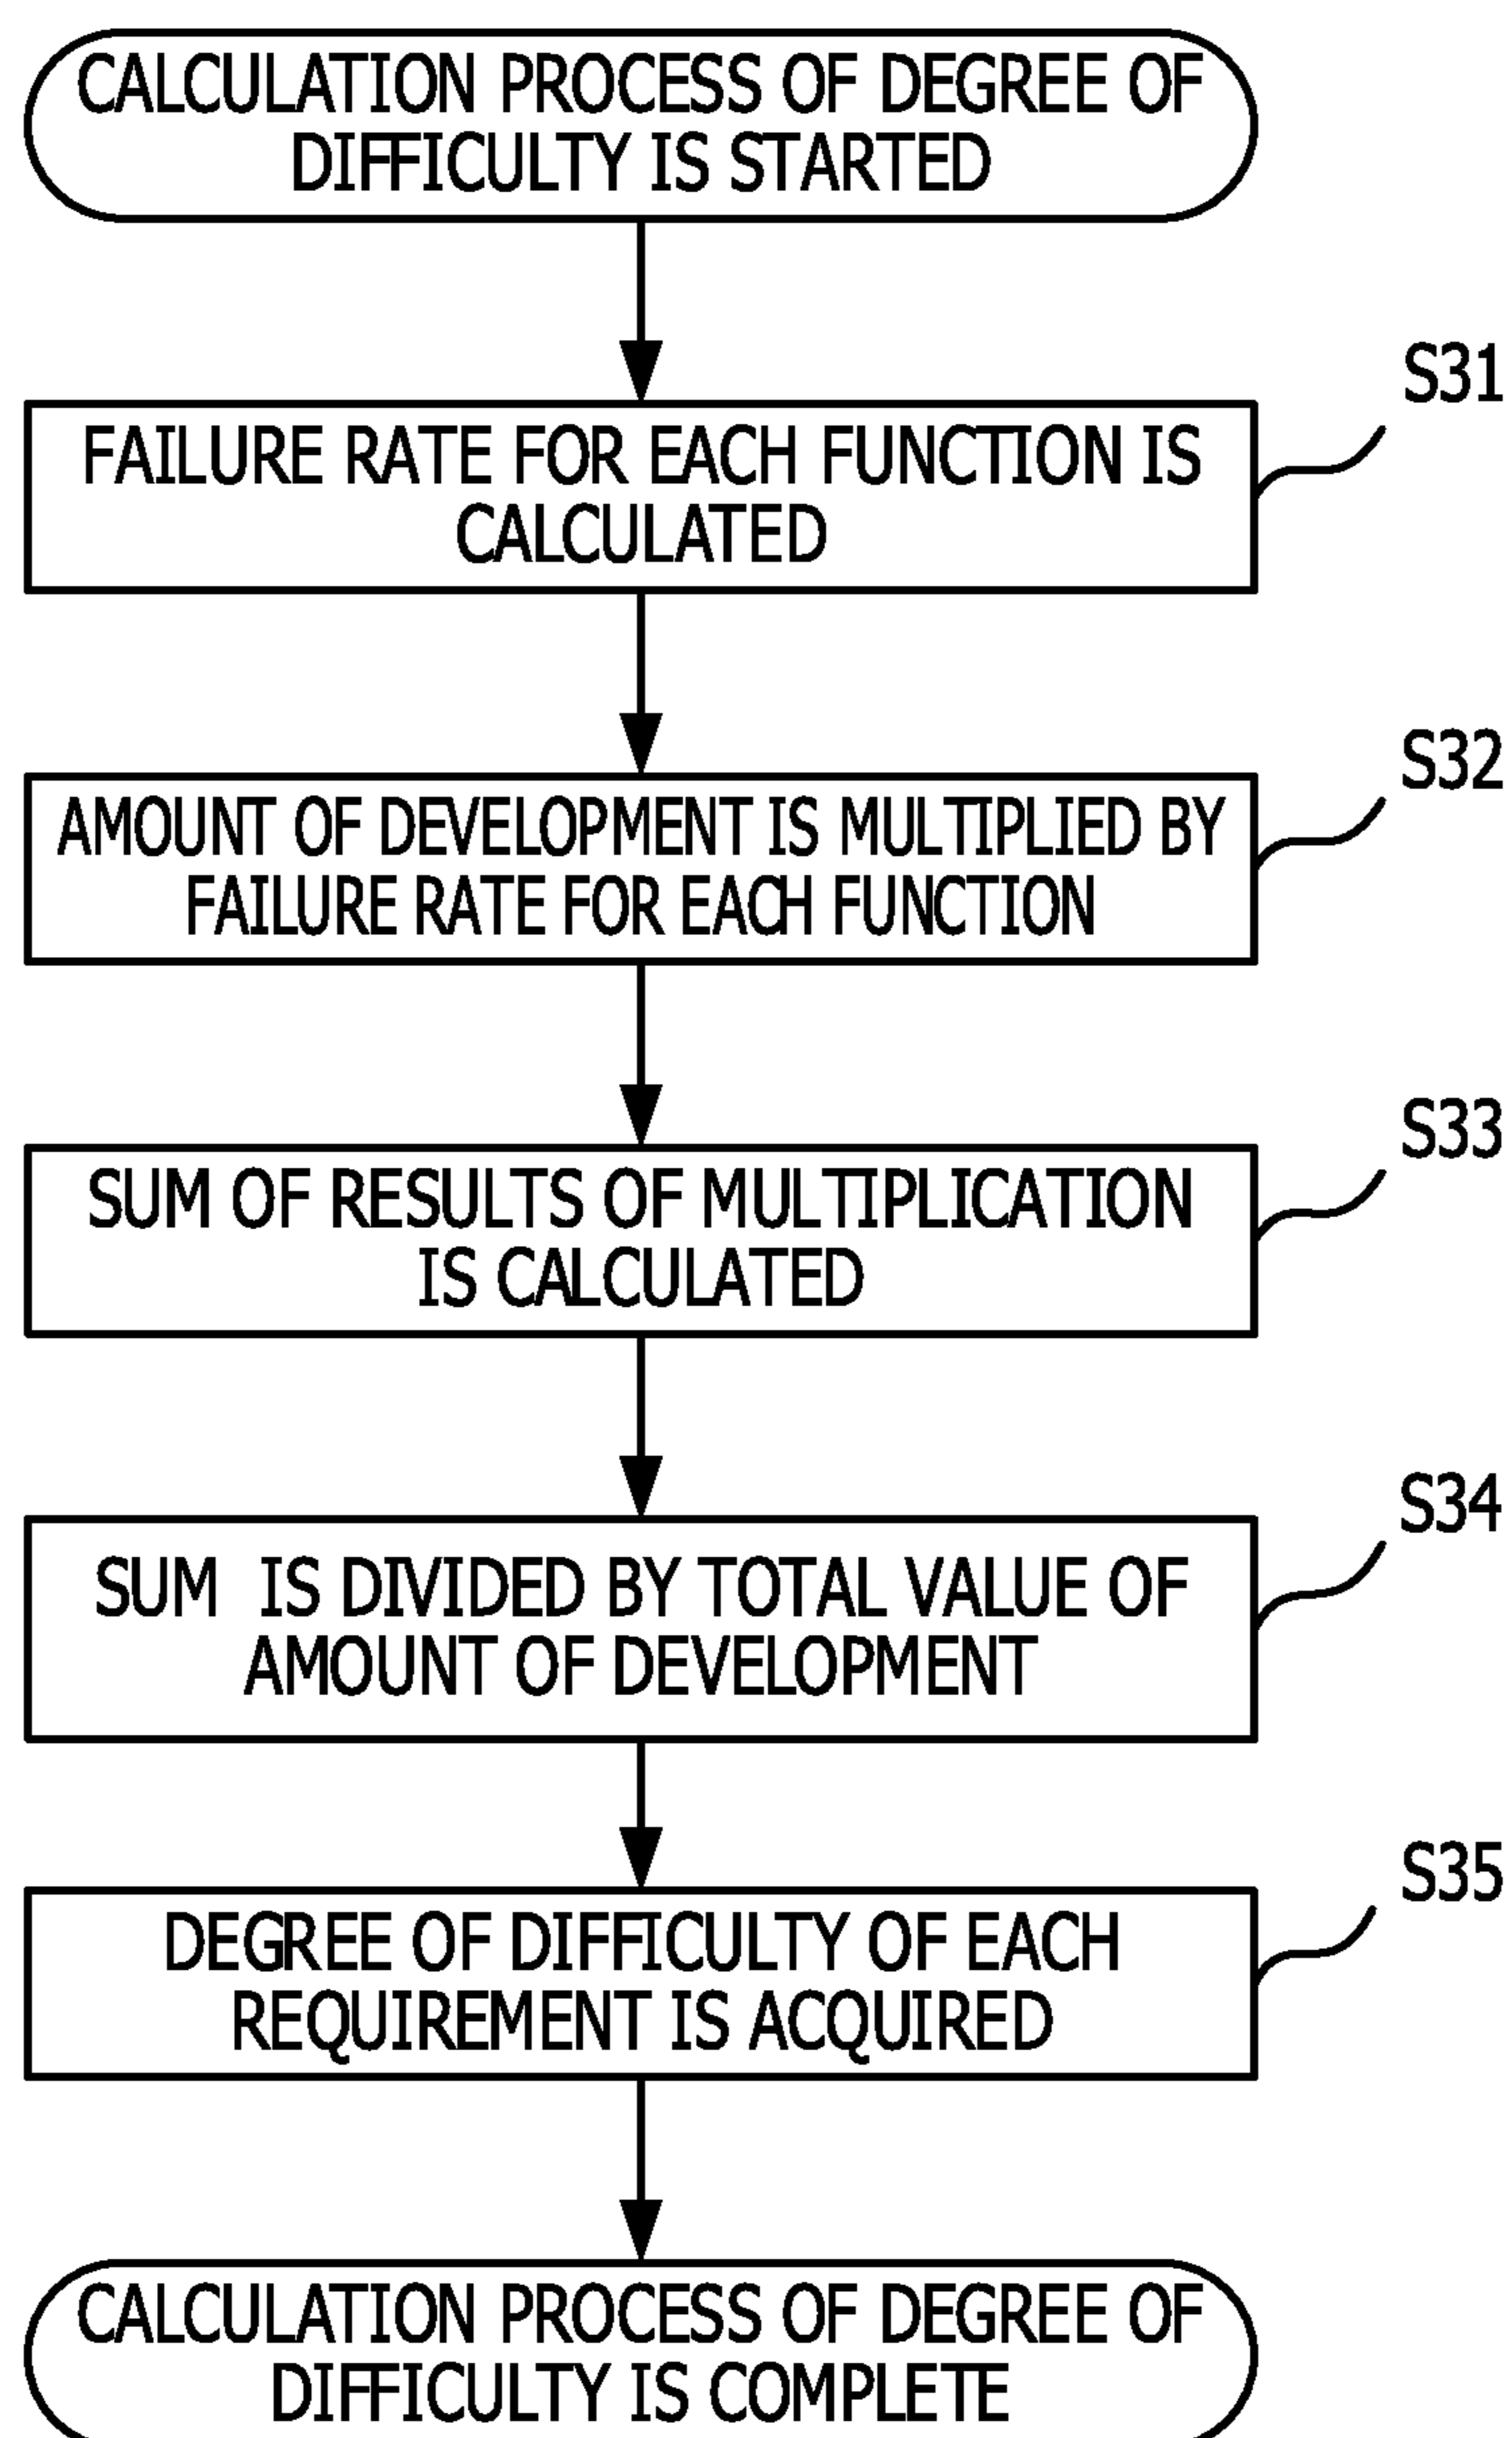 CALCULATION PROCESS OF DEGREE OF
DIFFICULTY IS STARTED
S31
FAILURE RATE FOR EACH FUNCTION IS
CALCULATED
S32
AMOUNT OF DEVELOPMENT IS MULTIPLIED BY
FAILURE RATE FOR EACH FUNCTION
S33
SUM OF RESULTS OF MULTIPLICATION
IS CALCULATED
S34
SUM IS DIVIDED BY TOTAL VALUE OF
AMOUNT OF DEVELOPMENT
S35
DEGREE OF DIFFICULTY OF EACH
REQUIREMENT IS ACQUIRED
CALCULATION PROCESS OF DEGREE OF
DIFFICULTY IS COMPLETE